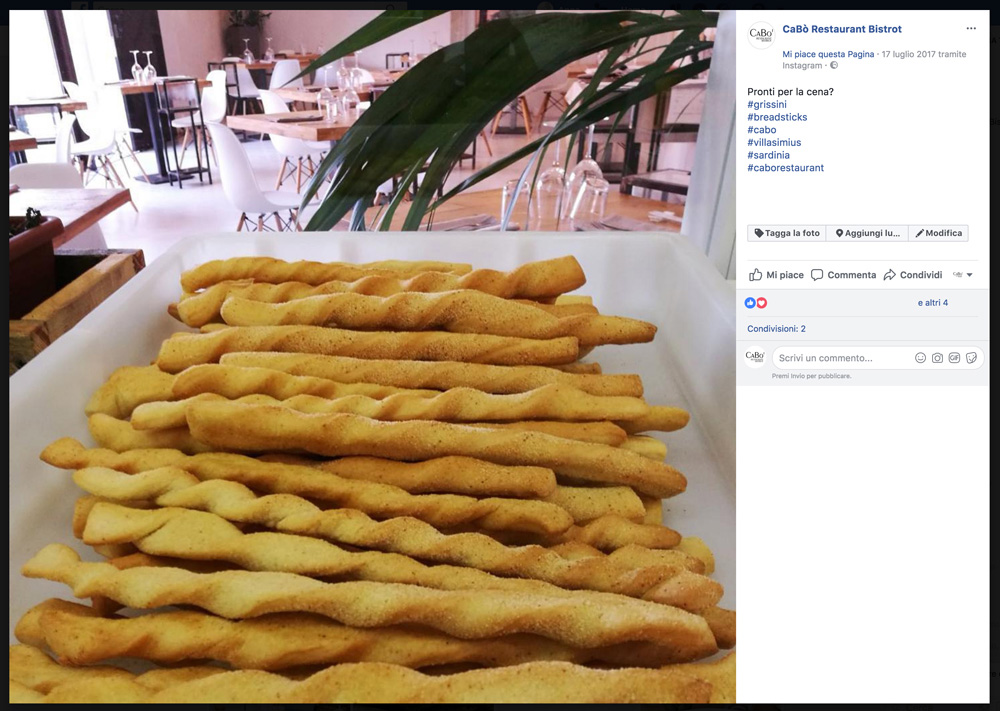 CaBò Restaurant Bistrot
Mi piace questa Pagina · 17 luglio 2017 tramite
Instagram ·
Pronti per la cena?
#grissini
#breadsticks
#cabo
#villasimius
#sardinia
#caborestaurant
Tagga la foto Aggiungi lu... Modifica
Mi piace Commenta Condividi
e altri 4
Condivisioni: 2
CaBò
Scrivi un commento... GIF
Premi Invio per pubblicare.